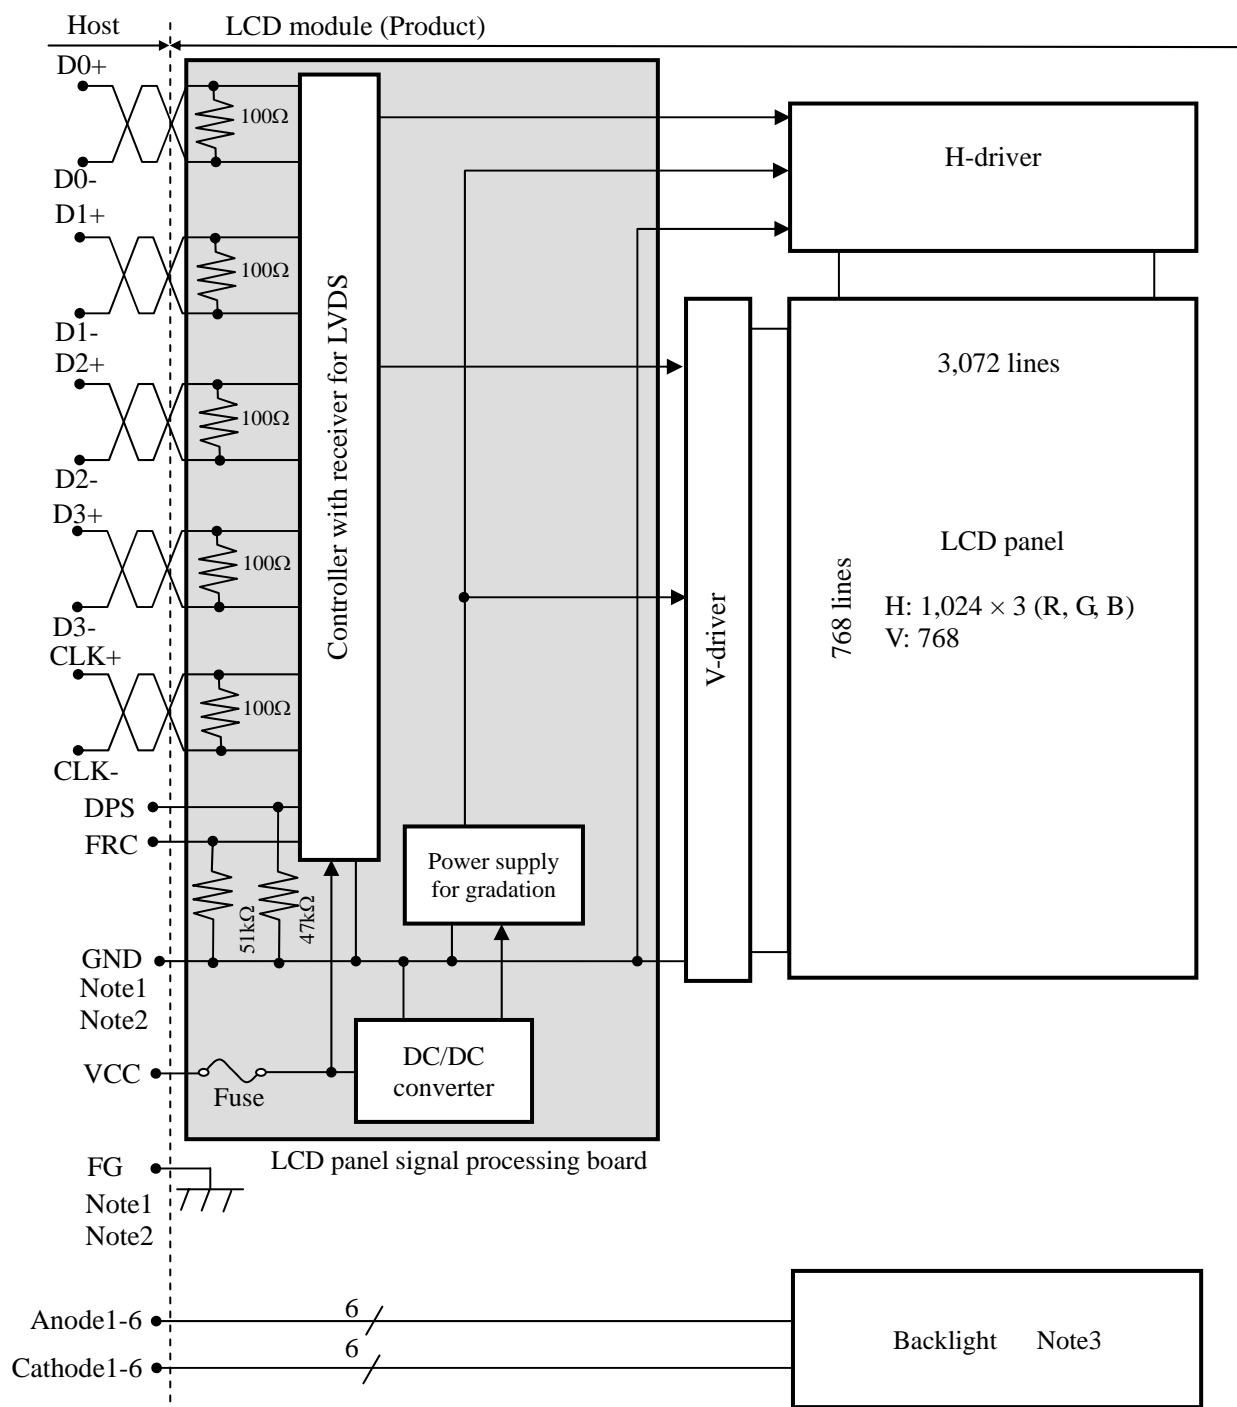 Host
LCD module (Product)
D0+
100Ω
D0-
D1+
100Ω
D1-
D2+
100Ω
D2-
D3+
100Ω
D3-
CLK+
100Ω
CLK-
DPS
FRC
51kΩ
47kΩ
GND
Note1
Note2
VCC
Fuse
FG
Note1
Note2
Controller with receiver for LVDS
Power supply
for gradation
DC/DC
converter
LCD panel signal processing board
H-driver
V-driver
3,072 lines
768 lines
LCD panel
H: 1,024 × 3 (R, G, B)
V: 768
Anode1-6
6
Cathode1-6
6
Backlight Note3